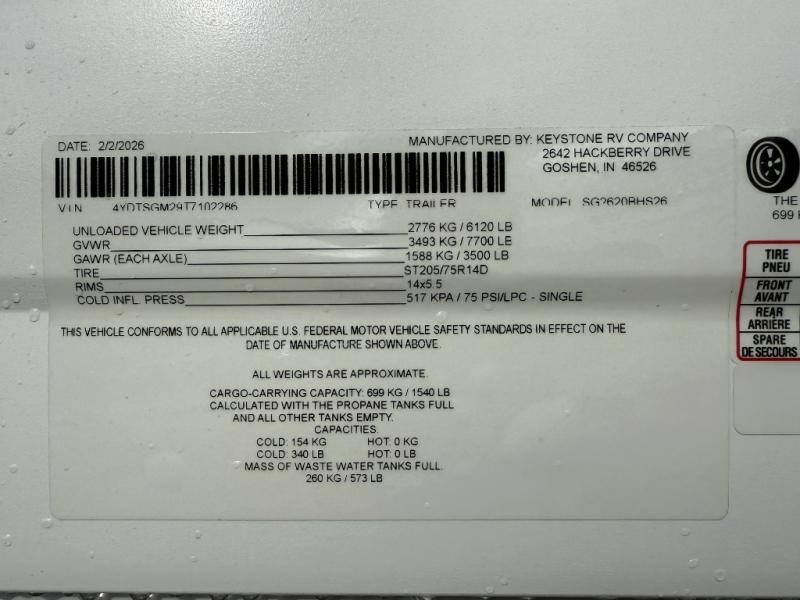 DATE: 2/2/2026
MANUFACTURED BY: KEYSTONE RV COMPANY
2642 HACKBERRY DRIVE
GOSHEN, IN 46526
VIN 4YDTSGM29T7102286 TYPE TRAILER MODEL SG2620BHS26
UNLOADED VEHICLE WEIGHT 2776 KG / 6120 LB
GVWR 3493 KG / 7700 LE
GAWR (EACH AXLE) 1588 KG / 3500 LB
TIRE ST205/75R14D
RIMS 14x5.5
COLD INFL. PRESS 517 KPA / 75 PSI/LPC - SINGLE
THIS VEHICLE CONFORMS TO ALL APPLICABLE U.S. FEDERAL MOTOR VEHICLE SAFETY STANDARDS IN EFFECT ON THE
DATE OF MANUFACTURE SHOWN ABOVE.
ALL WEIGHTS ARE APPROXIMATE.
CARGO-CARRYING CAPACITY: 699 KG / 1540 LB
CALCULATED WITH THE PROPANE TANKS FULL
AND ALL OTHER TANKS EMPTY.
CAPACITIES.
COLD: 154 KG HOT: 0 KG
COLD: 340 LB HOT: 0 LB
MASS OF WASTE WATER TANKS FULL.
260 KG / 573 LB
THE
699
TIRE
PNEU
FRONT
AVANT
REAR
ARRIÈRE
SPARE
DE SECOURS